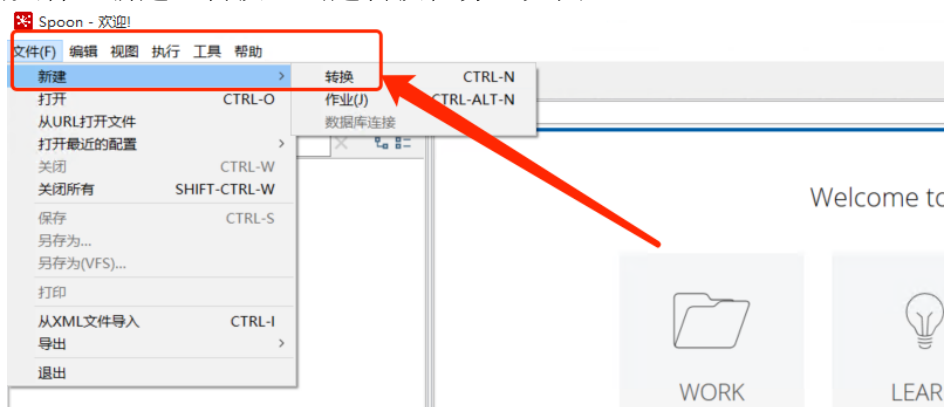 Spoon - 欢迎!
文件(F) 编辑 视图 执行 工具 帮助
新建 >
转换 CTRL-N
打开 CTRL-O
作业(J) CTRL-ALT-N
从URL打开文件
数据库连接
打开最近的配置 >
关闭 CTRL-W
关闭所有 SHIFT-CTRL-W
保存 CTRL-S
另存为...
另存为(VFS)...
打印
从XML文件导入 CTRL-I
导出 >
退出
Welcome to
WORK
LEAR